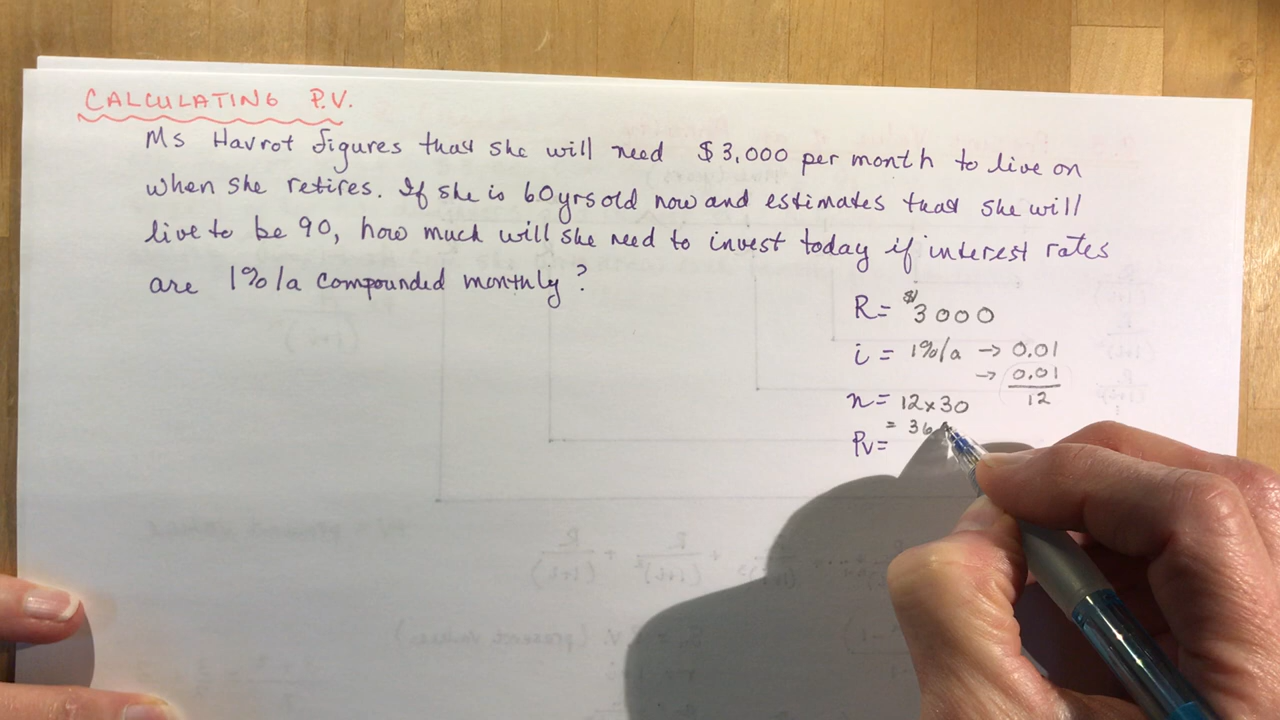 CALCULATING P.V.
Ms Havrot figures that she will need $3,000 per month to live on
when she retires. If she is 60yrs old now and estimates that she will
live to be 90, how much will she need to invest today if interest rates
are 1%/a compounded monthly?
R= $3000
i = 1%/a → 0.01
→ 0.01
12
n= 12x30
= 36
PV=